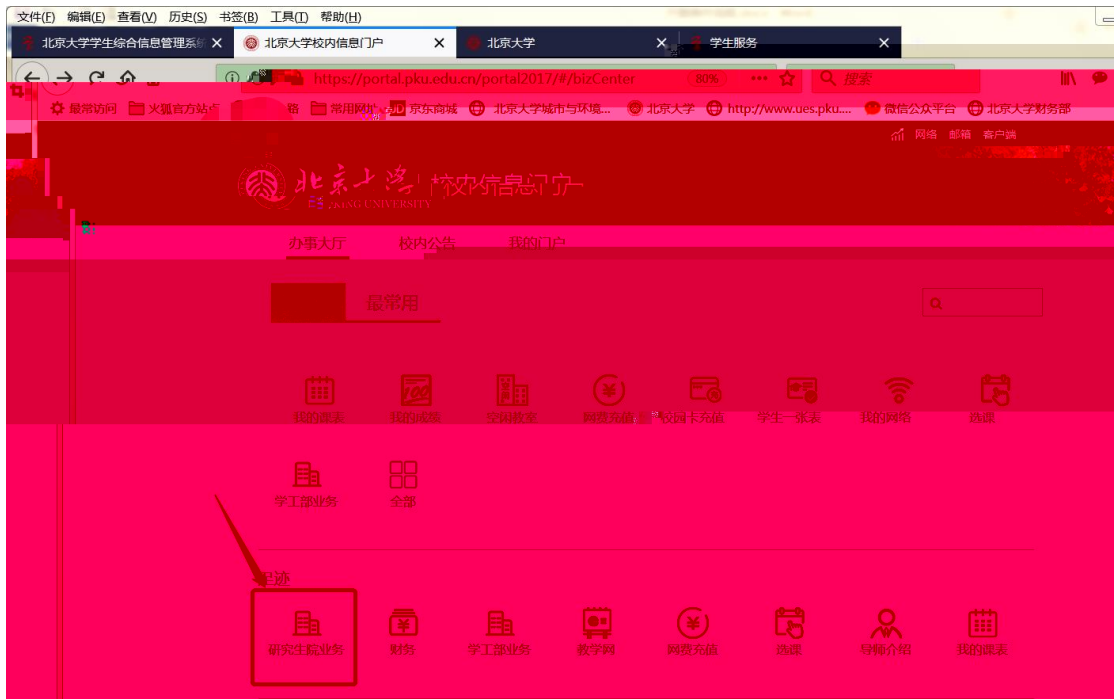 文件(F) 编辑(E) 查看(V) 历史(S) 书签(B) 工具(T) 帮助(H)
北京大学学生综合信息管理系统 北京大学校内信息门户 北京大学 学生服务
https://portal.pku.edu.cn/portal2017/#/bizCenter 80% 搜索
最常访问 火狐官方站点 常用网址 JD 京东商城 北京大学城市与环境... 北京大学 http://www.ues.pku.... 微信公众平台 北京大学财务部
网络 邮箱 客户端
北京大学 校内信息门户
UNIVERSITY
办事大厅 校内公告 我的门户
最常用
我的课表 我的成绩 空闲教室 网费充值 校园卡充值 学生一张表 我的网络 选课
学工部业务 全部
足迹
研究生院业务 财务 学工部业务 教学网 网费充值 选课 导师介绍 我的课表